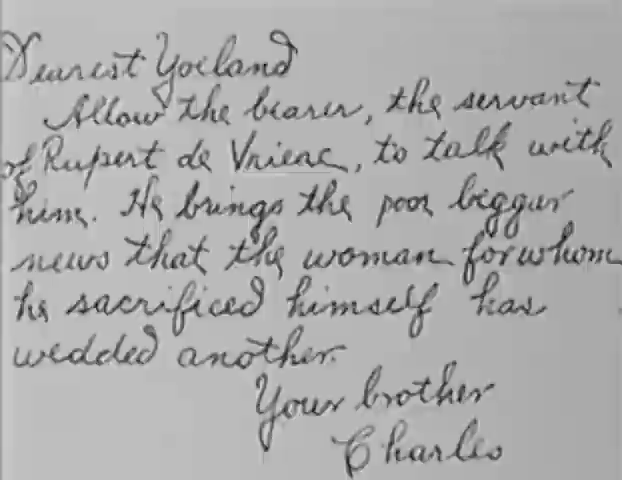 Dearest Yoeland
Allow the bearer, the servant
of Rupert de Vrieac, to talk with
him. He brings the poor beggar
news that the woman for whom
he sacrificed himself has
wedded another.
Your brother
Charles